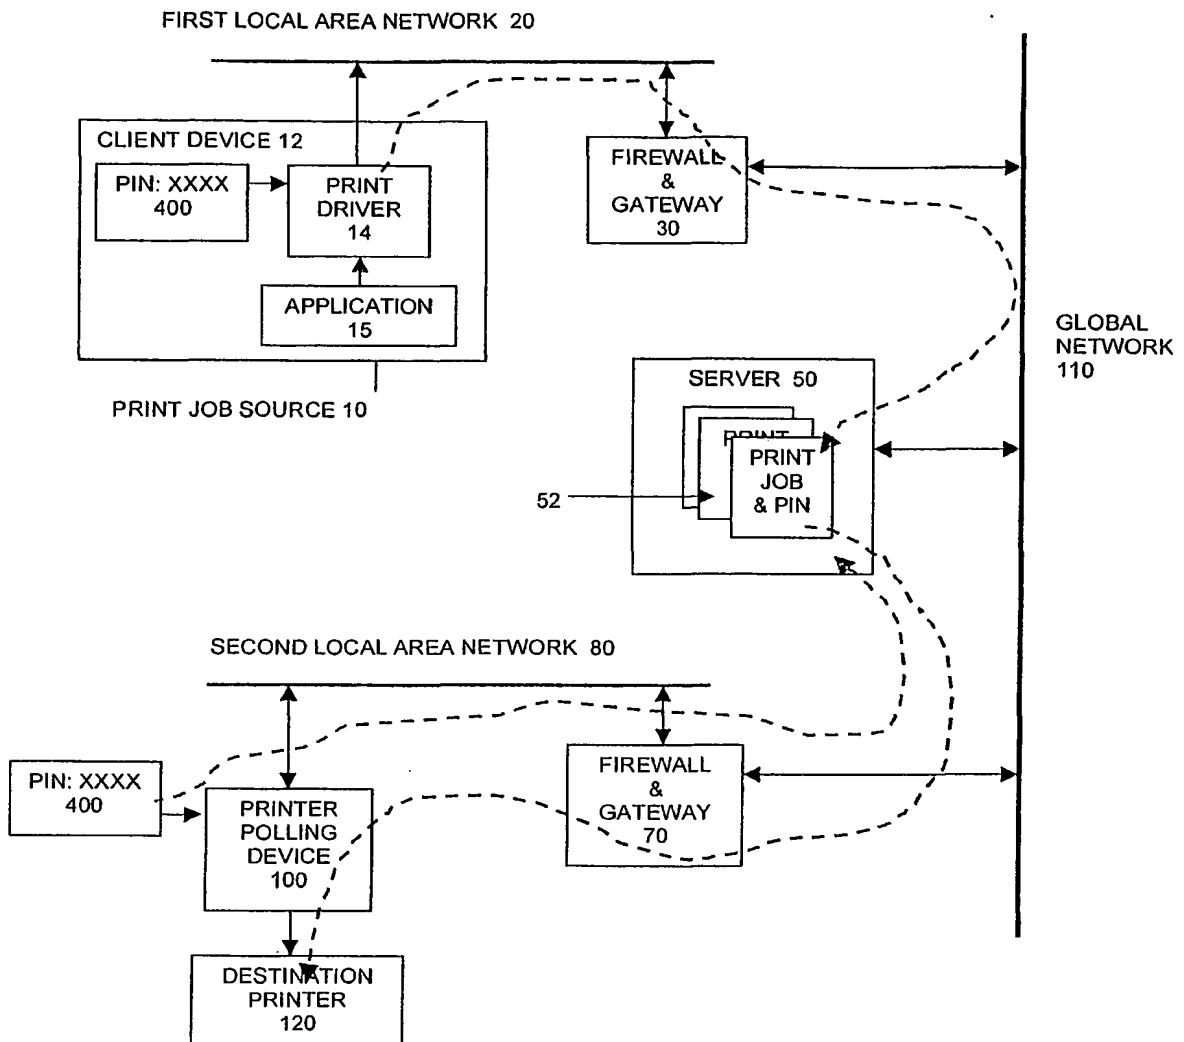 FIRST LOCAL AREA NETWORK 20
CLIENT DEVICE 12
PIN: XXXX
400
PRINT
DRIVER
14
APPLICATION
15
PRINT JOB SOURCE 10
FIREWALL
&
GATEWAY
30
GLOBAL
NETWORK
110
SERVER 50
PRINT
PRINT
JOB
& PIN
52
SECOND LOCAL AREA NETWORK 80
PIN: XXXX
400
PRINTER
POLLING
DEVICE
100
FIREWALL
&
GATEWAY
70
DESTINATION
PRINTER
120